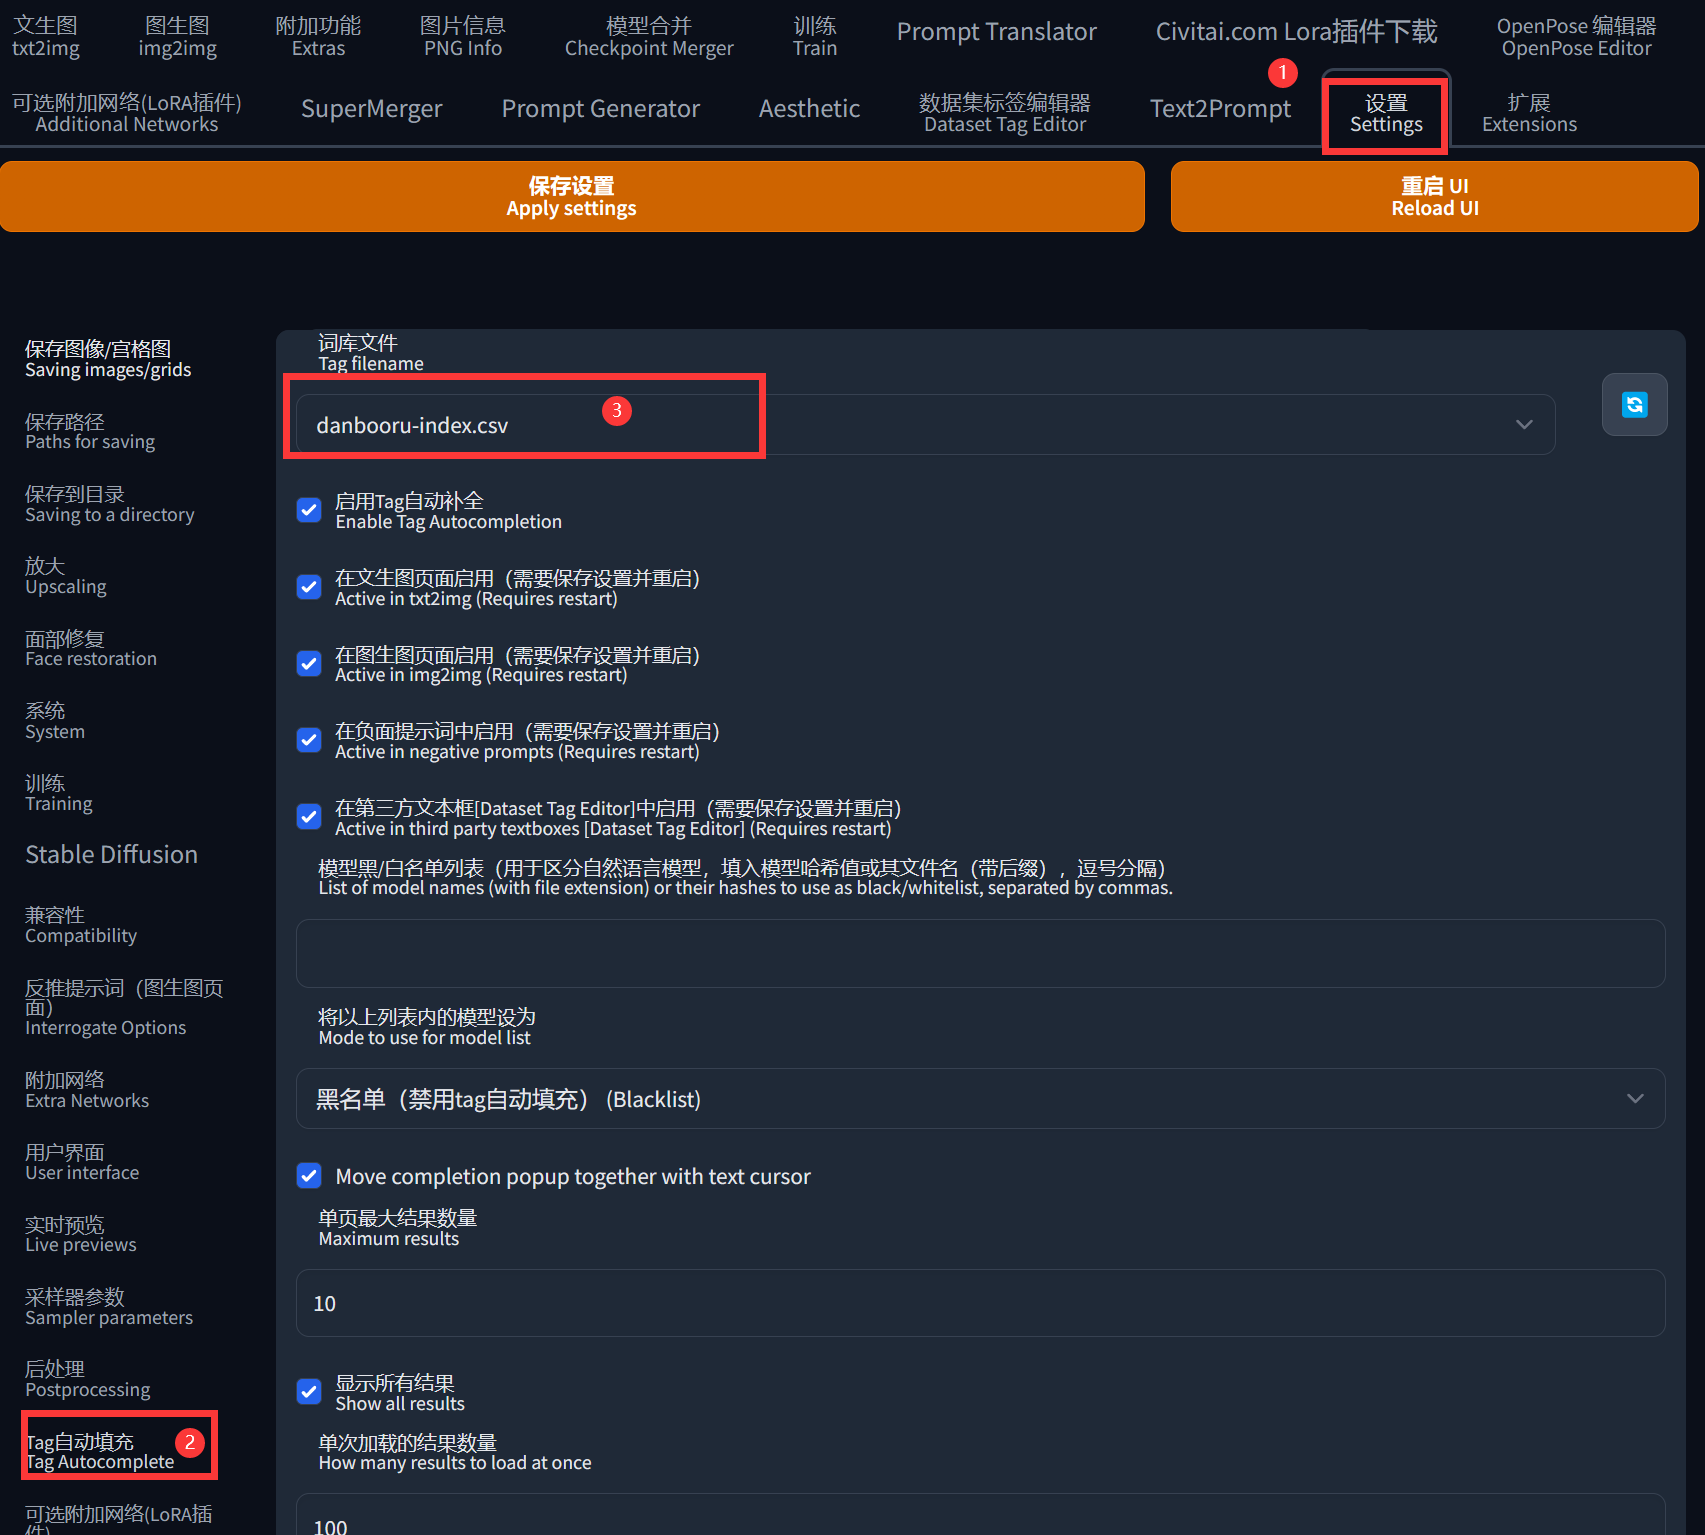 文生图
txt2img
图生图
img2img
附加功能
Extras
图片信息
PNG Info
模型合并
Checkpoint Merger
训练
Train
Prompt Translator
Civitai.com Lora插件下载
OpenPose 编辑器
OpenPose Editor
可选附加网络(LoRA插件)
Additional Networks
SuperMerger
Prompt Generator
Aesthetic
数据集标签编辑器
Dataset Tag Editor
Text2Prompt
1
设置
Settings
扩展
Extensions
保存设置
Apply settings
重启 UI
Reload UI
保存图像/宫格图
Saving images/grids
保存路径
Paths for saving
保存到目录
Saving to a directory
放大
Upscaling
面部修复
Face restoration
系统
System
训练
Training
Stable Diffusion
兼容性
Compatibility
反推提示词（图生图页
面）
Interrogate Options
附加网络
Extra Networks
用户界面
User interface
实时预览
Live previews
采样器参数
Sampler parameters
后处理
Postprocessing
Tag自动填充
Tag Autocomplete
2
可选附加网络(LoRA插
件)
词库文件
Tag filename
danbooru-index.csv
3
启用Tag自动补全
Enable Tag Autocompletion
在文生图页面启用（需要保存设置并重启）
Active in txt2img (Requires restart)
在图生图页面启用（需要保存设置并重启）
Active in img2img (Requires restart)
在负面提示词中启用（需要保存设置并重启）
Active in negative prompts (Requires restart)
在第三方文本框[Dataset Tag Editor]中启用（需要保存设置并重启）
Active in third party textboxes [Dataset Tag Editor] (Requires restart)
模型黑/白名单列表（用于区分自然语言模型，填入模型哈希值或其文件名（带后缀），逗号分隔）
List of model names (with file extension) or their hashes to use as black/whitelist, separated by commas.
将以上列表内的模型设为
Mode to use for model list
黑名单（禁用tag自动填充） (Blacklist)
Move completion popup together with text cursor
单页最大结果数量
Maximum results
10
显示所有结果
Show all results
单次加载的结果数量
How many results to load at once
100